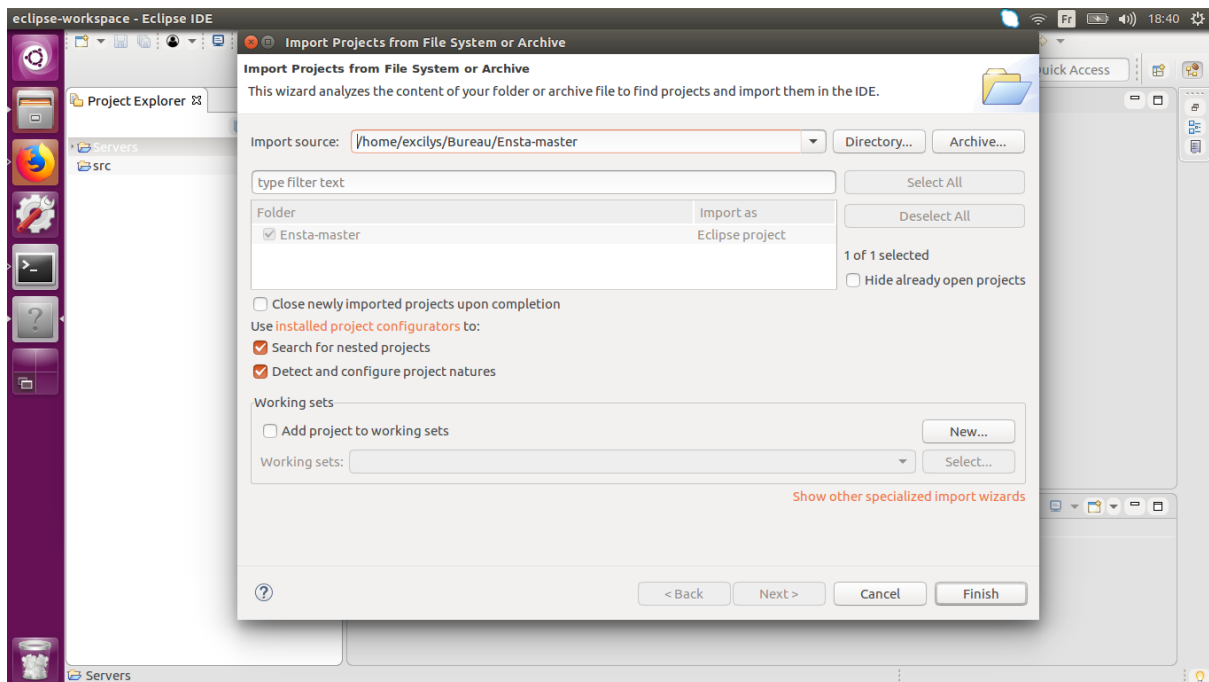 eclipse-workspace - Eclipse IDE
Fr
18:40
Import Projects from File System or Archive
Quick Access
Project Explorer
Servers
src
Import Projects from File System or Archive
This wizard analyzes the content of your folder or archive file to find projects and import them in the IDE.
Import source: /home/excilys/Bureau/Ensta-master Directory... Archive...
type filter text Select All
Folder Import as Deselect All
Ensta-master Eclipse project
1 of 1 selected
Hide already open projects
Close newly imported projects upon completion
Use installed project configurators to:
Search for nested projects
Detect and configure project natures
Working sets
Add project to working sets New...
Working sets: Select...
Show other specialized import wizards
< Back Next > Cancel Finish
Servers